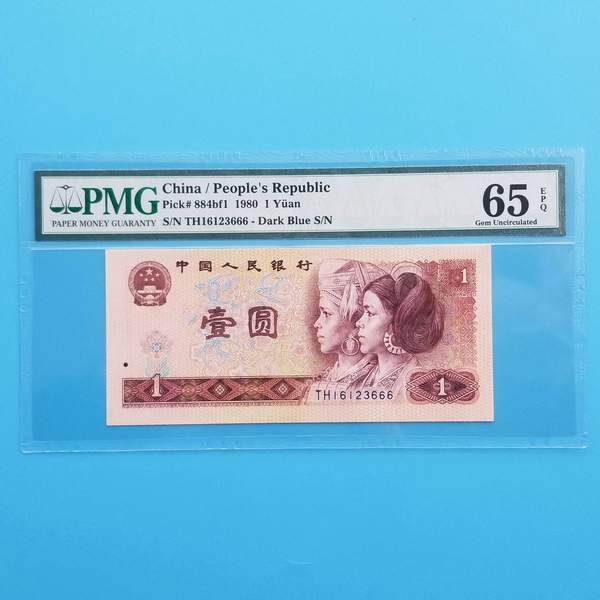 PMG
PAPER MONEY GUARANTY
China / People's Republic
Pick# 884bf1 1980 1 Yüan
S/N TH16123666 - Dark Blue S/N
65
EPQ
Gem Uncirculated
中国人民银行
1
壹圆
1
TH16123666
1